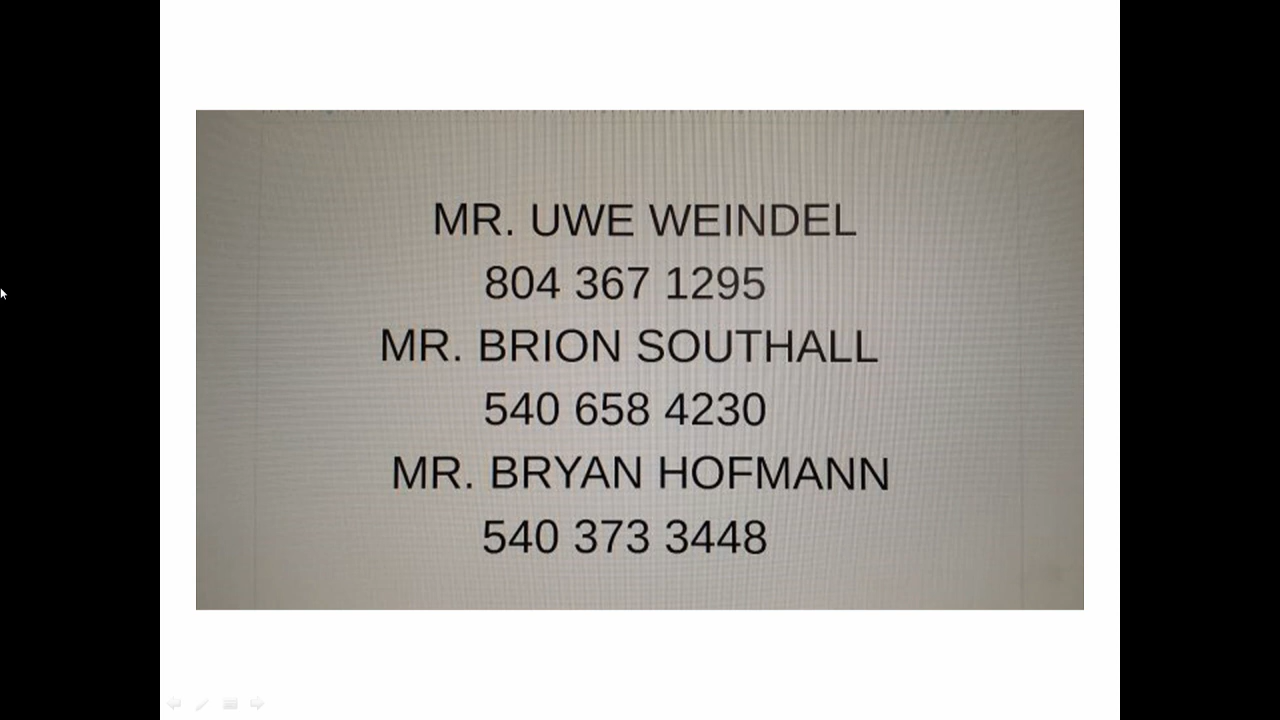 MR. UWE WEINDEL
804 367 1295
MR. BRION SOUTHALL
540 658 4230
MR. BRYAN HOFMANN
540 373 3448